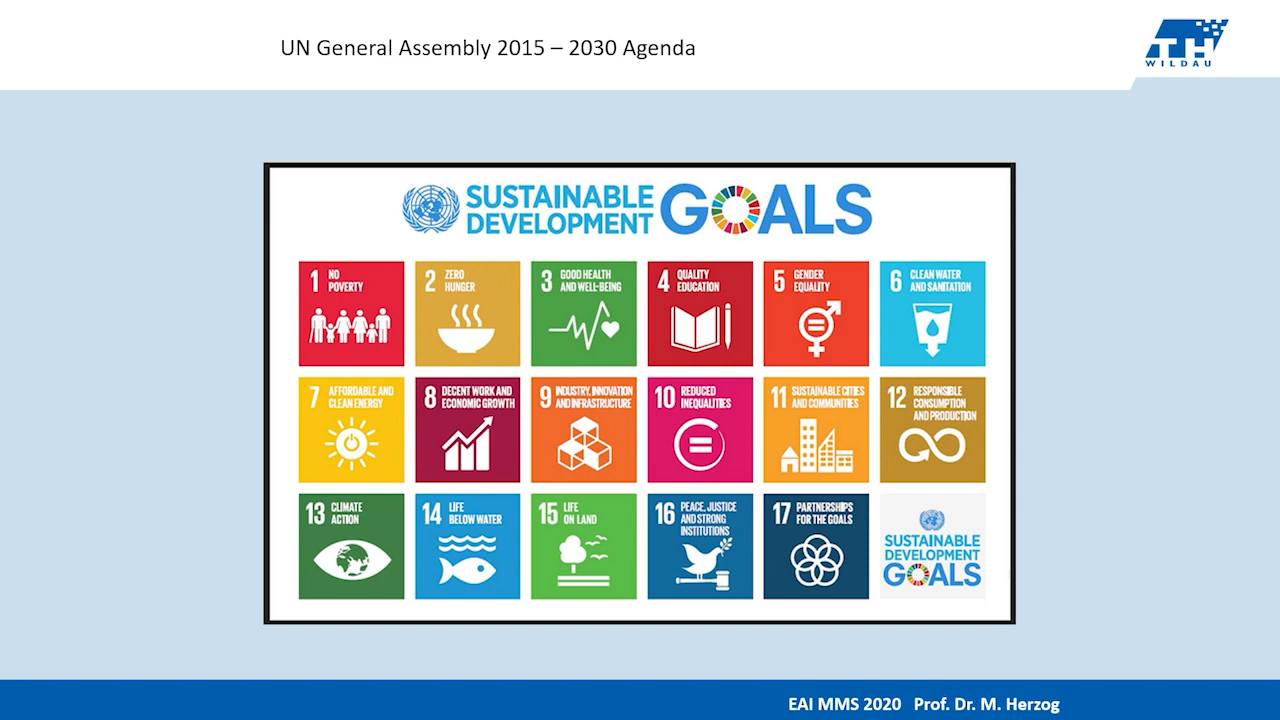 UN General Assembly 2015 – 2030 Agenda
TH
WILDAU
SUSTAINABLE
DEVELOPMENT
GOALS
1 NO
POVERTY
2 ZERO
HUNGER
3 GOOD HEALTH
AND WELL-BEING
4 QUALITY
EDUCATION
5 GENDER
EQUALITY
6 CLEAN WATER
AND SANITATION
7 AFFORDABLE AND
CLEAN ENERGY
8 DECENT WORK AND
ECONOMIC GROWTH
9 INDUSTRY, INNOVATION
AND INFRASTRUCTURE
10 REDUCED
INEQUALITIES
11 SUSTAINABLE CITIES
AND COMMUNITIES
12 RESPONSIBLE
CONSUMPTION
AND PRODUCTION
13 CLIMATE
ACTION
14 LIFE
BELOW WATER
15 LIFE
ON LAND
16 PEACE, JUSTICE
AND STRONG
INSTITUTIONS
17 PARTNERSHIPS
FOR THE GOALS
SUSTAINABLE
DEVELOPMENT
GOALS
EAI MMS 2020 Prof. Dr. M. Herzog